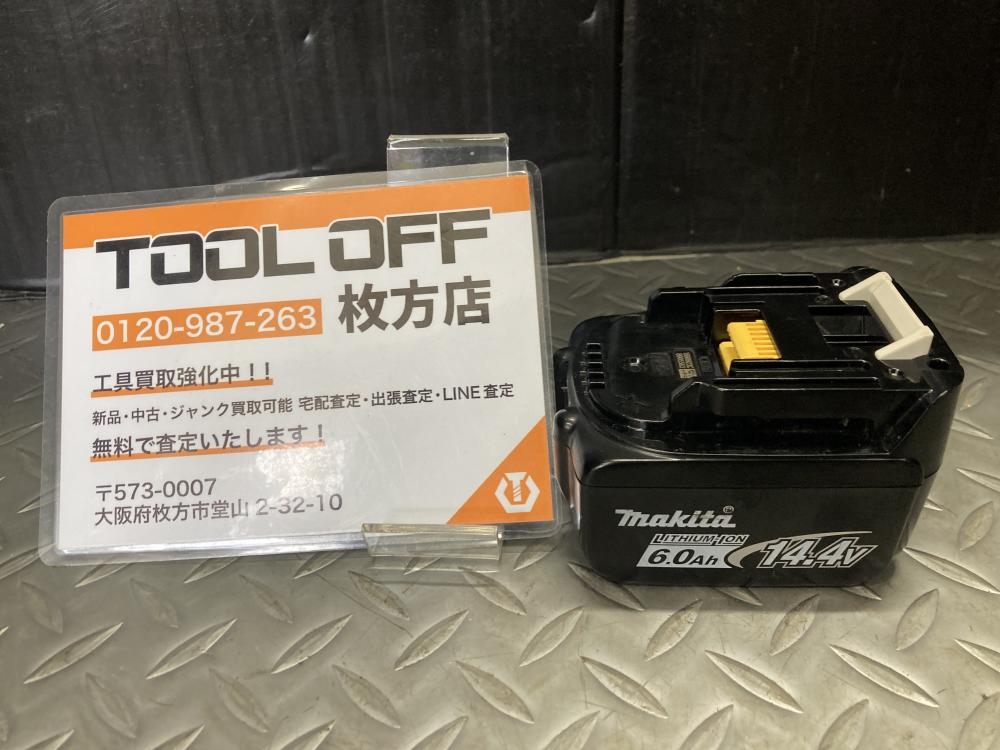 TOOL OFF
0120-987-263 枚方店
工具買取強化中！！
新品・中古・ジャンク買取可能 宅配査定・出張査定・LINE査定
無料で査定いたします！
〒573-0007
大阪府枚方市堂山 2-32-10
makita®
LITHIUM-ION
6.0Ah 14.4V